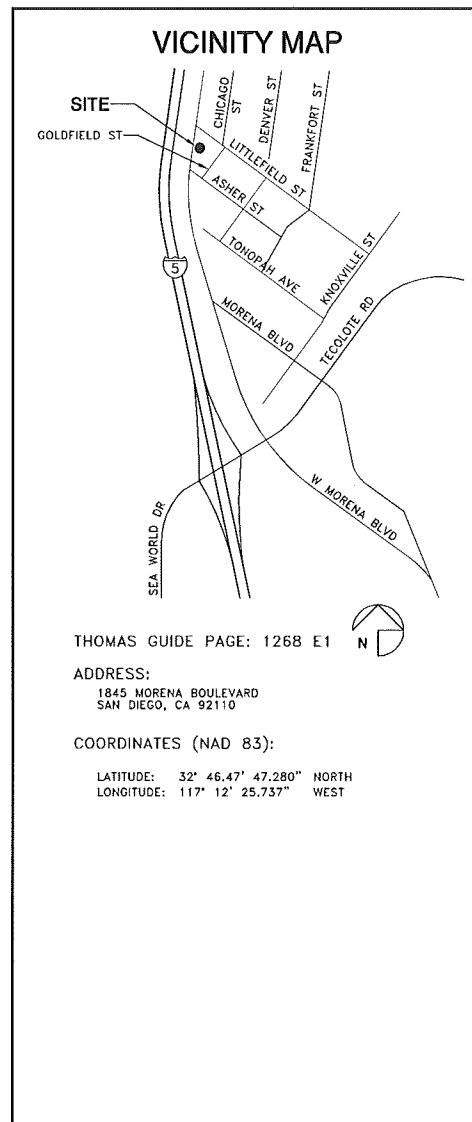 VICINITY MAP
SITE
GOLDFIELD ST
CHICAGO
ST
DENVER ST
FRANKFORT ST
LITTLEFIELD ST
ASHER ST
TONOPAH AVE
KNOXVILLE ST
5
MORENA BLVD
TECOLOTE RD
W MORENA BLVD
SEA WORLD DR
THOMAS GUIDE PAGE: 1268 E1
N
ADDRESS:
1845 MORENA BOULEVARD
SAN DIEGO, CA 92110
COORDINATES (NAD 83):
LATITUDE: 32° 46.47' 47.280" NORTH
LONGITUDE: 117° 12' 25.737" WEST